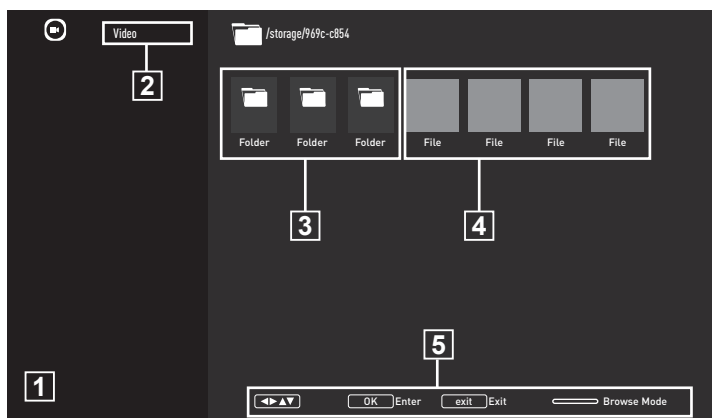 Video
/storage/969c-c854
2
Folder Folder Folder File File File File
3 4
5
1
OK Enter exit Exit Browse Mode